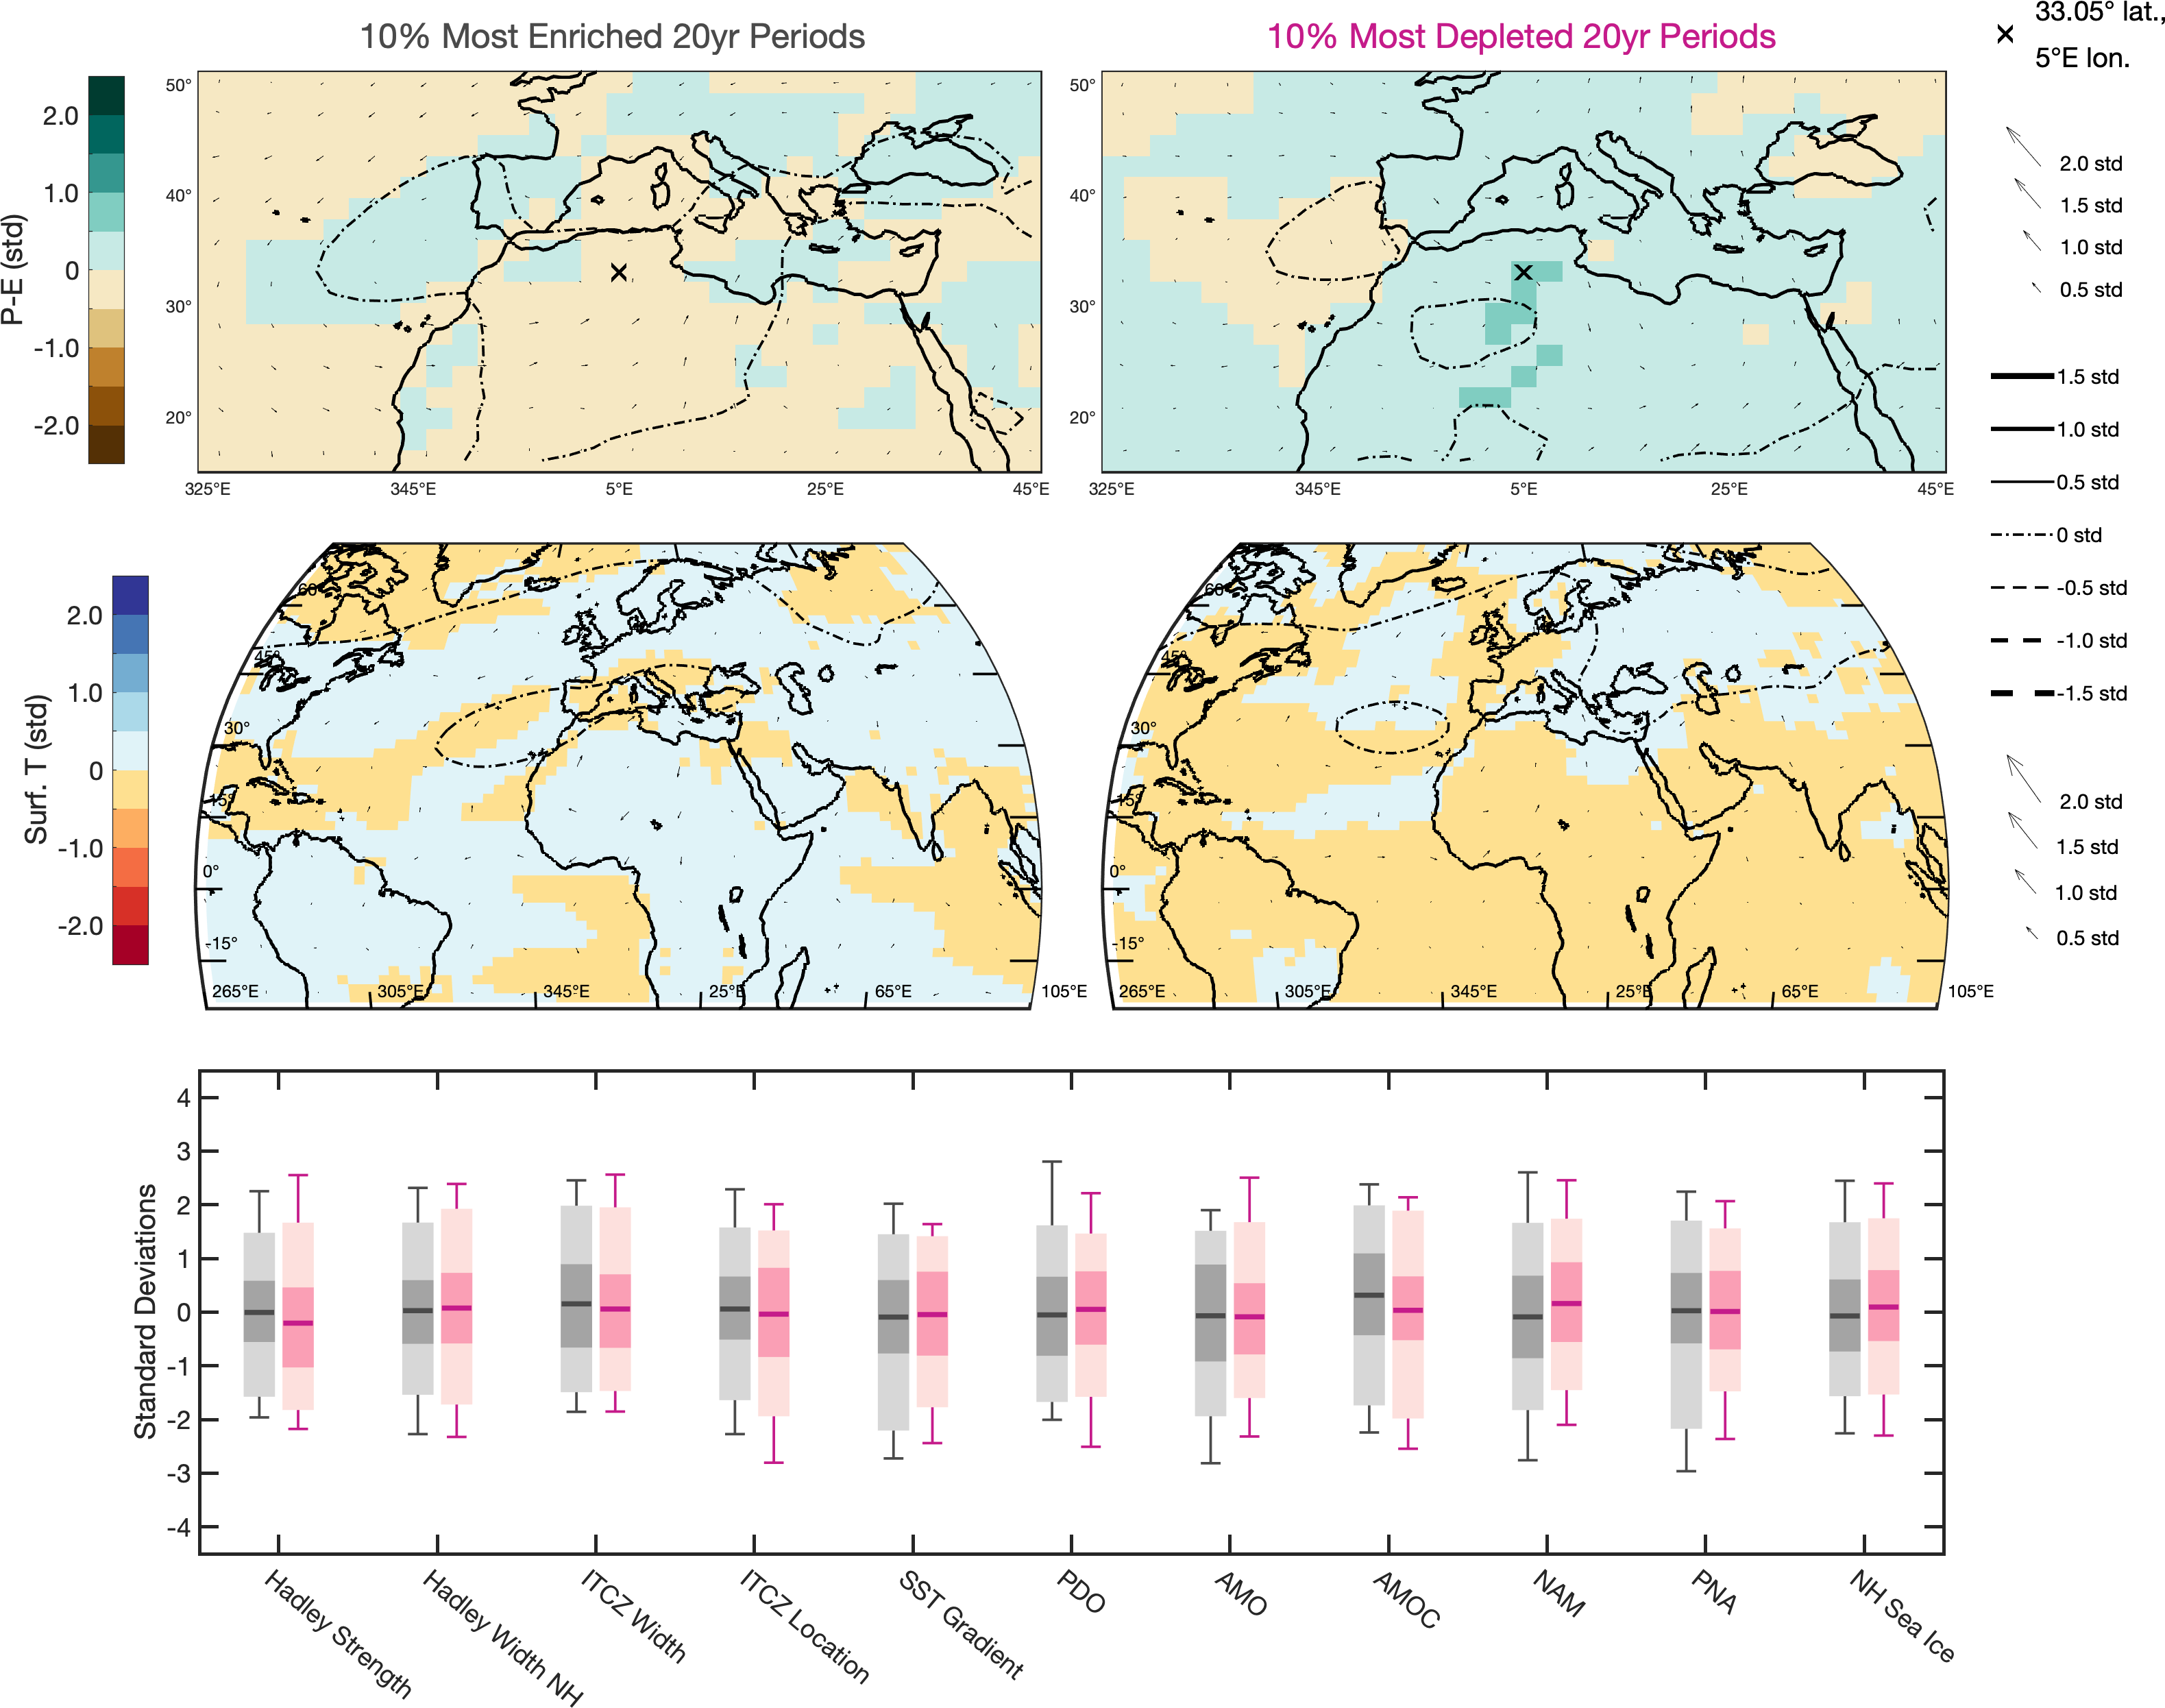 10% Most Enriched 20yr Periods
10% Most Depleted 20yr Periods
33.05° lat.,
5°E lon.
P-E (std)
2.0
1.0
0
-1.0
-2.0
50°
40°
30°
20°
325°E 345°E 5°E 25°E 45°E
50°
40°
30°
20°
325°E 345°E 5°E 25°E 45°E
2.0 std
1.5 std
1.0 std
0.5 std
1.5 std
1.0 std
0.5 std
0 std
-0.5 std
-1.0 std
-1.5 std
Surf. T (std)
2.0
1.0
0
-1.0
-2.0
60°
45°
30°
15°
0°
-15°
265°E 305°E 345°E 25°E 65°E 105°E
60°
45°
30°
15°
0°
-15°
265°E 305°E 345°E 25°E 65°E 105°E
2.0 std
1.5 std
1.0 std
0.5 std
Standard Deviations
4
3
2
1
0
-1
-2
-3
-4
Hadley Strength
Hadley Width NH
ITCZ Width
ITCZ Location
SST Gradient
PDO
AMO
AMOC
NAM
PNA
NH Sea Ice